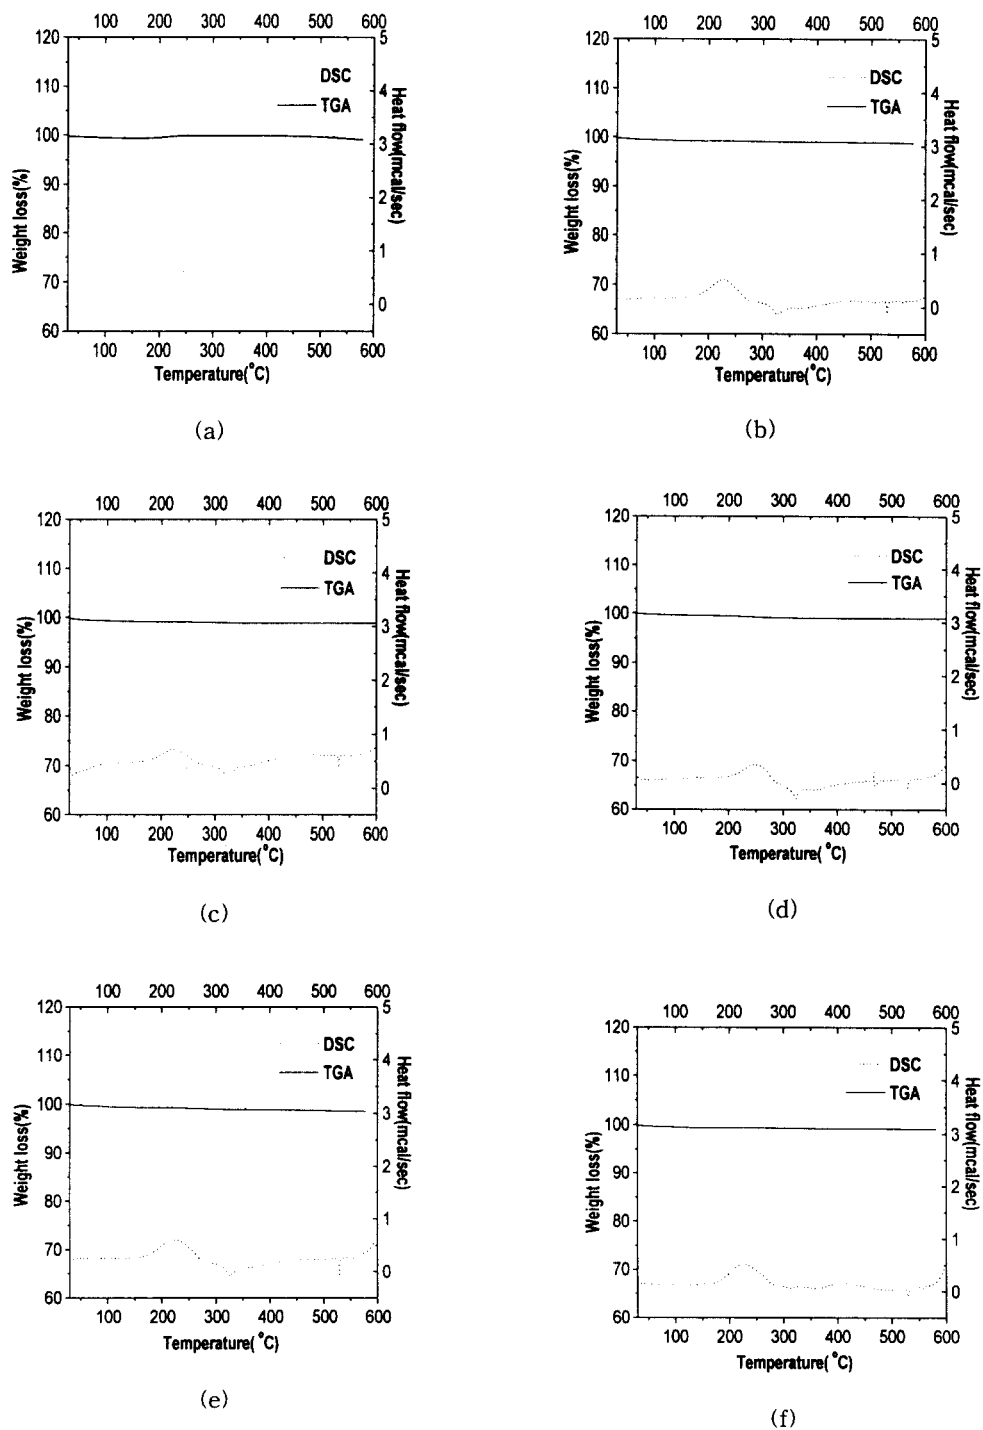 100 200 300 400 500 600
120 5
DSC
110
TGA 4
100 3
90 2
80 1
70 0
60
Weight loss(%)
Heat flow(mcal/sec)
100 200 300 400 500 600
Temperature(°C)
(a)
100 200 300 400 500 600
120 5
DSC
110 4
TGA
100 3
90 2
80 1
70 0
60
Weight loss(%)
Heat flow(mcal/sec)
100 200 300 400 500 600
Temperature(°C)
(b)
100 200 300 400 500 600
120 5
DSC
110 4
TGA
100 3
90 2
80 1
70 0
60
Weight loss(%)
Heat flow(mcal/sec)
100 200 300 400 500 600
Temperature(°C)
(c)
100 200 300 400 500 600
120 5
DSC
110 4
TGA
100 3
90 2
80 1
70 0
60
Weight loss(%)
Heat flow(mcal/sec)
100 200 300 400 500 600
Temperature(°C)
(d)
100 200 300 400 500 600
120 5
DSC
110 4
TGA
100 3
90 2
80 1
70 0
60
Weight loss(%)
Heat flow(mcal/sec)
100 200 300 400 500 600
Temperature(°C)
(e)
100 200 300 400 500 600
120 5
DSC
110 4
TGA
100 3
90 2
80 1
70 0
60
Weight loss(%)
Heat flow(mcal/sec)
100 200 300 400 500 600
Temperature(°C)
(f)